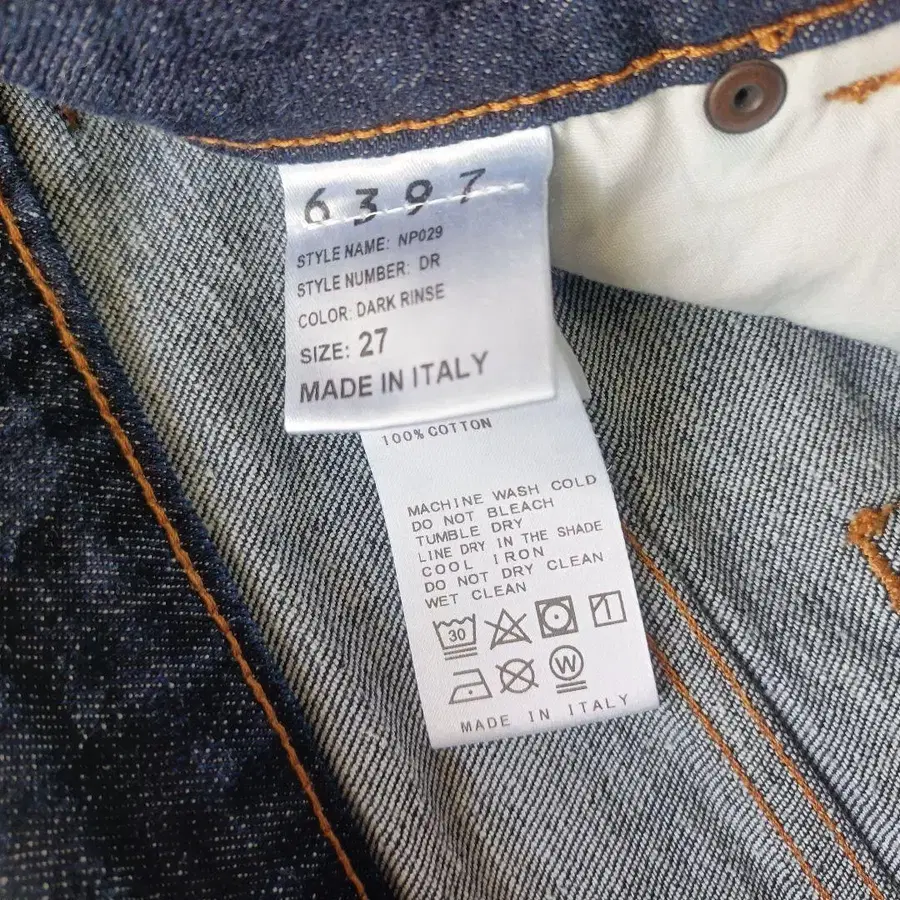 6397
STYLE NAME: NP029
STYLE NUMBER: DR
COLOR: DARK RINSE
SIZE: 27
MADE IN ITALY
100% COTTON
MACHINE WASH COLD
DO NOT BLEACH
TUMBLE DRY
LINE DRY IN THE SHADE
COOL IRON
DO NOT DRY CLEAN
WET CLEAN
30
W
MADE IN ITALY